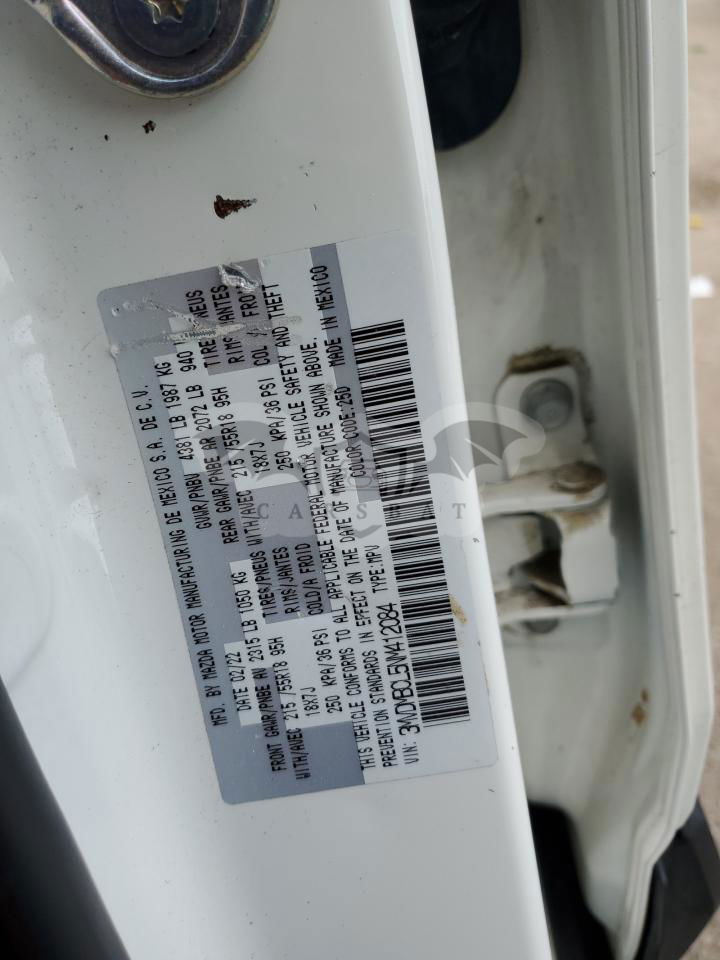 MFD. BY MAZDA MOTOR MANUFACTURING DE MEXICO S.A. DE C.V.
DATE 02/22 GVWR/PNBV 4381 LB 1987 KG
FRONT GAWR/PNBE AV 2315 LB 1050 KG REAR GAWR/PNBE AR 2072 LB 940
WITH/AVEC 215/55R18 95H TIRES/PNEUS WITH/AVEC 215/55R18 95H TIRES
18X7J RIMS/JANTES 18X7J RIMS/JANTES
250 KPA/36 PSI COLD/A FROID 250 KPA/36 PSI COL FROI
THIS VEHICLE CONFORMS TO ALL APPLICABLE FEDERAL MOTOR VEHICLE SAFETY AND THEFT
PREVENTION STANDARDS IN EFFECT ON THE DATE OF MANUFACTURE SHOWN ABOVE.
VIN: 3MVDMBCL5NM412084 TYPE:MPV COLOR CODE:25D MADE IN MEXICO
CARSBAT